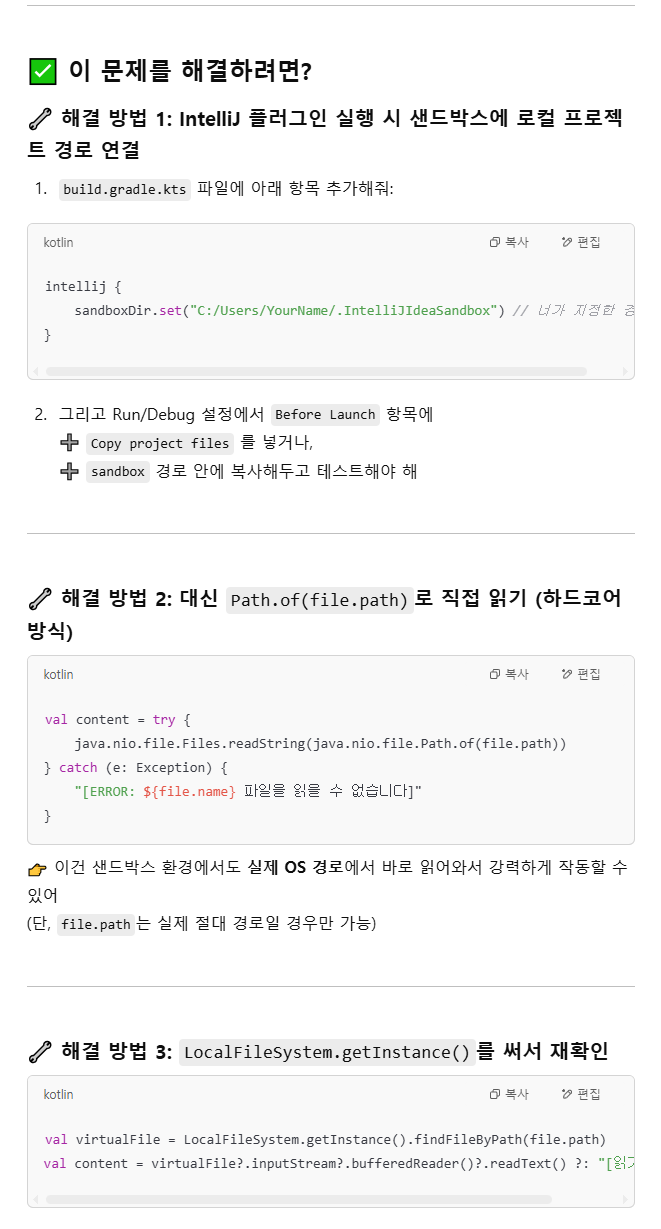 ✅ 이 문제를 해결하려면?
🔧 해결 방법 1: IntelliJ 플러그인 실행 시 샌드박스에 로컬 프로젝
트 경로 연결
1. build.gradle.kts 파일에 아래 항목 추가해줘:
kotlin 복사 편집
intellij {
sandboxDir.set("C:/Users/YourName/.IntelliJIdeaSandbox") // 너가 지정한
}
2. 그리고 Run/Debug 설정에서 Before Launch 항목에
➕ Copy project files 를 넣거나,
➕ sandbox 경로 안에 복사해두고 테스트해야 해
🔧 해결 방법 2: 대신 Path.of(file.path)로 직접 읽기 (하드코어
방식)
kotlin 복사 편집
val content = try {
java.nio.file.Files.readString(java.nio.file.Path.of(file.path))
} catch (e: Exception) {
"[ERROR: ${file.name} 파일을 읽을 수 없습니다]"
}
👉 이건 샌드박스 환경에서도 실제 OS 경로에서 바로 읽어와서 강력하게 작동할 수
있어
(단, file.path는 실제 절대 경로일 경우만 가능)
🔧 해결 방법 3: LocalFileSystem.getInstance()를 써서 재확인
kotlin 복사 편집
val virtualFile = LocalFileSystem.getInstance().findFileByPath(file.path)
val content = virtualFile?.inputStream?.bufferedReader()?.readText() ?: "[